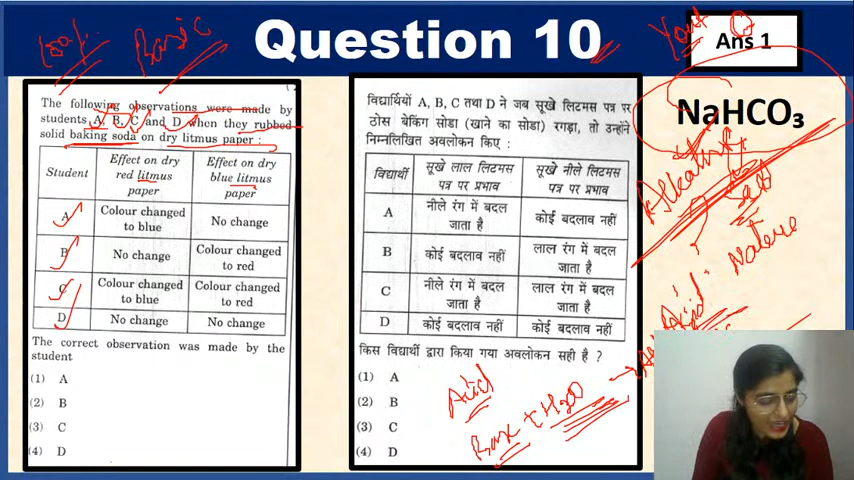 Question 10
Ans 1
Basic
The following observations were made by
students A, B, C and D when they rubbed
solid baking soda on dry litmus paper :
Student
Effect on dry
red litmus
paper
Effect on dry
blue litmus
paper
A
Colour changed
to blue
No change
B
No change
Colour changed
to red
C
Colour changed
to blue
Colour changed
to red
D
No change
No change
The correct observation was made by the
student
(1) A
(2) B
(3) C
(4) D
विद्यार्थियों A, B, C तथा D ने जब सूखे लिटमस पत्र पर
ठोस बेकिंग सोडा (खाने का सोडा) रगड़ा, तो उन्होंने
निम्नलिखित अवलोकन किए :
विद्यार्थी
सूखे लाल लिटमस
पत्र पर प्रभाव
सूखे नीले लिटमस
पत्र पर प्रभाव
A
नीले रंग में बदल
जाता है
कोई बदलाव नहीं
B
कोई बदलाव नहीं
लाल रंग में बदल
जाता है
C
नीले रंग में बदल
जाता है
लाल रंग में बदल
जाता है
D
कोई बदलाव नहीं
कोई बदलाव नहीं
किस विद्यार्थी द्वारा किया गया अवलोकन सही है ?
(1) A
(2) B
(3) C
(4) D
Acid
Base + H2O
NaHCO₃
Salt
Nature
Acid